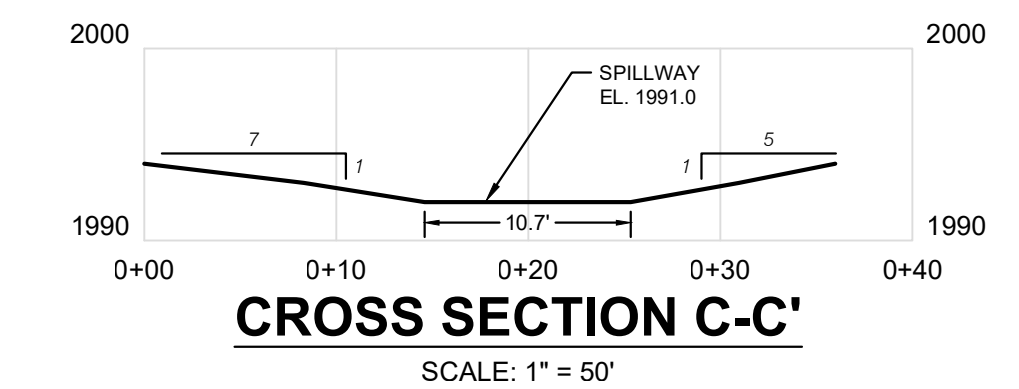 2000 2000
SPILLWAY
EL. 1991.0
7 5
1 1
10.7'
1990 1990
0+00 0+10 0+20 0+30 0+40
CROSS SECTION C-C'
SCALE: 1" = 50'